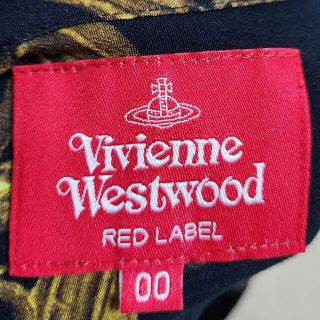 Vivienne
Westwood
RED LABEL
00